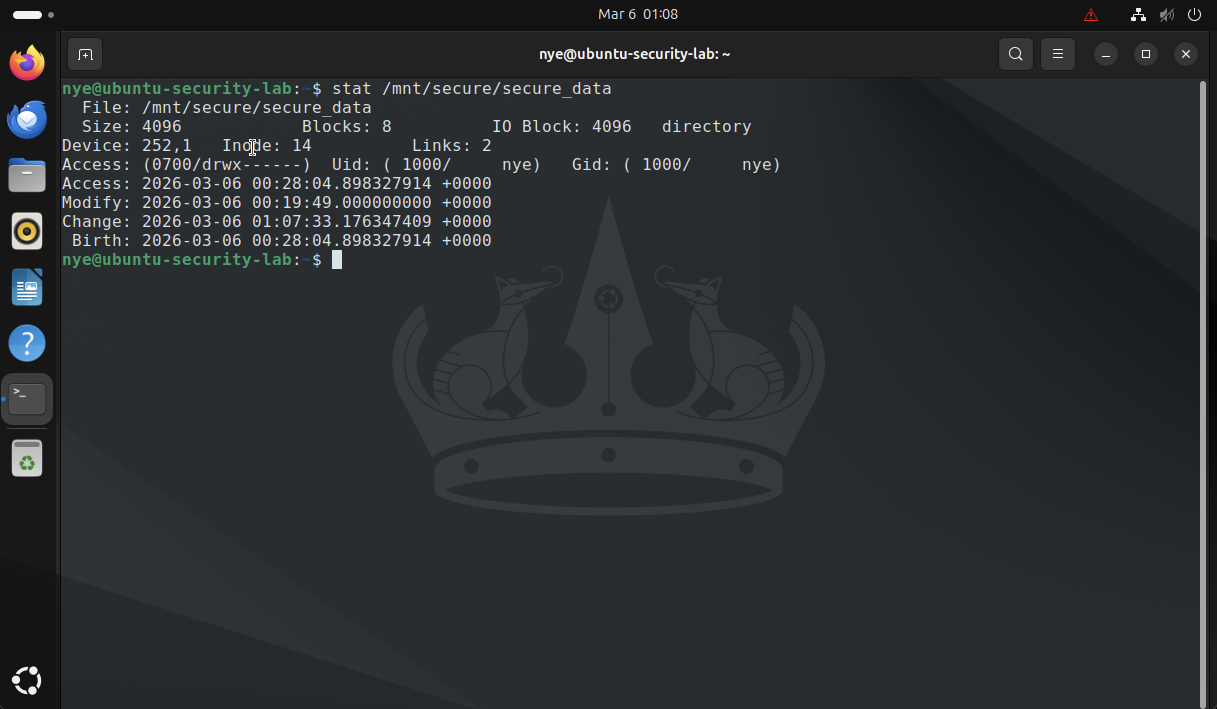 Mar 6 01:08
nye@ubuntu-security-lab: ~
nye@ubuntu-security-lab:~$ stat /mnt/secure/secure_data
  File: /mnt/secure/secure_data
  Size: 4096            Blocks: 8          IO Block: 4096   directory
Device: 252,1   Inode: 14          Links: 2
Access: (0700/drwx------)  Uid: ( 1000/     nye)   Gid: ( 1000/     nye)
Access: 2026-03-06 00:28:04.898327914 +0000
Modify: 2026-03-06 00:19:49.000000000 +0000
Change: 2026-03-06 01:07:33.176347409 +0000
 Birth: 2026-03-06 00:28:04.898327914 +0000
nye@ubuntu-security-lab:~$